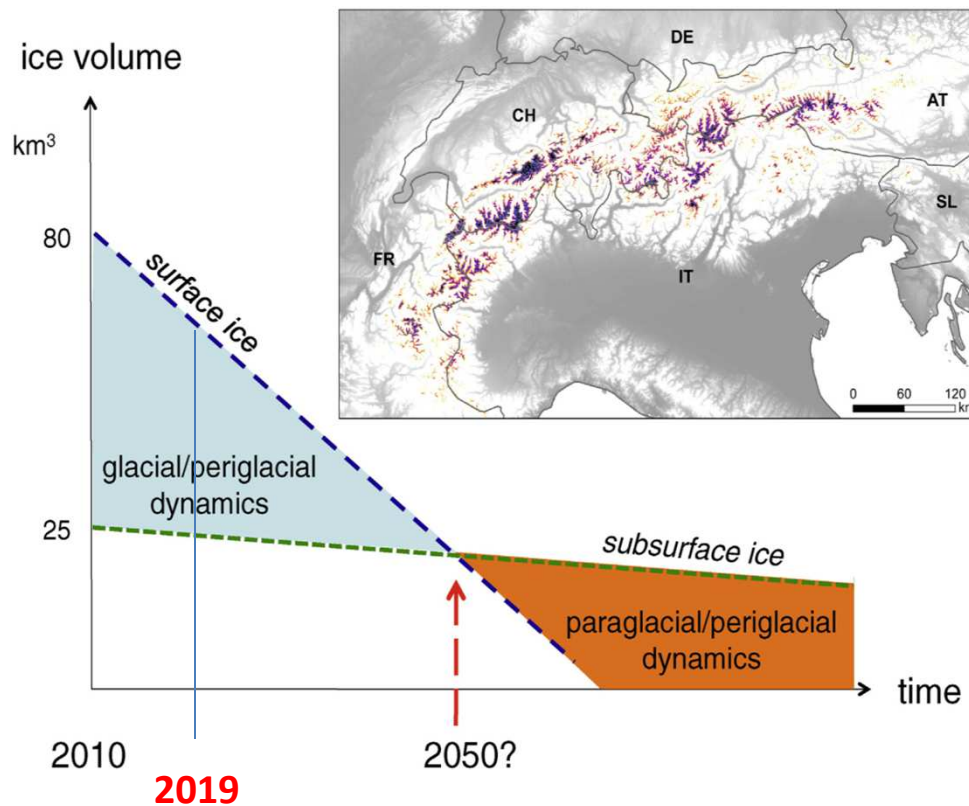 ice volume
km³
80
25
surface ice
glacial/periglacial
dynamics
subsurface ice
paraglacial/periglacial
dynamics
time
2010
2019
2050?
DE
CH
AT
SL
FR
IT
0 60 120
km